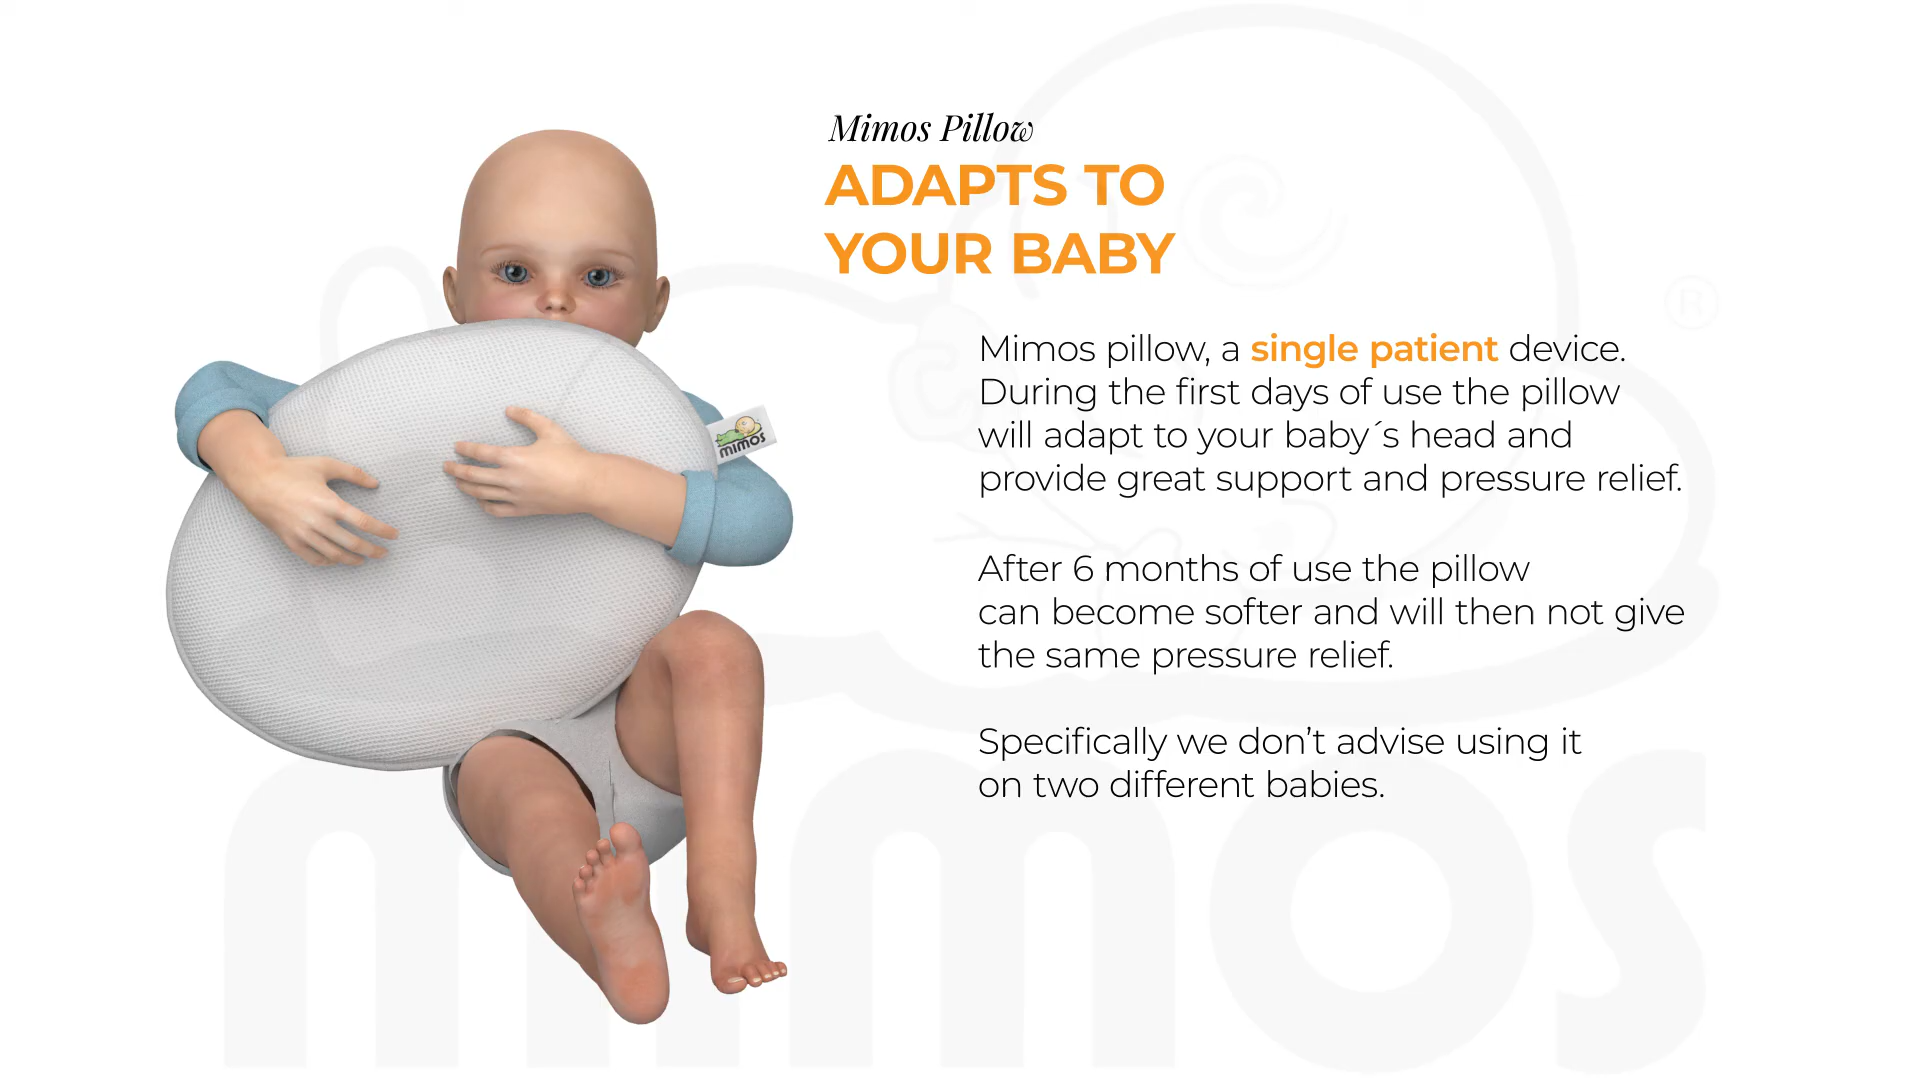 Mimos Pillow
ADAPTS TO
YOUR BABY
Mimos pillow, a single patient device.
During the first days of use the pillow
will adapt to your baby´s head and
provide great support and pressure relief.
After 6 months of use the pillow
can become softer and will then not give
the same pressure relief.
Specifically we don’t advise using it
on two different babies.
mimos
®
mimos